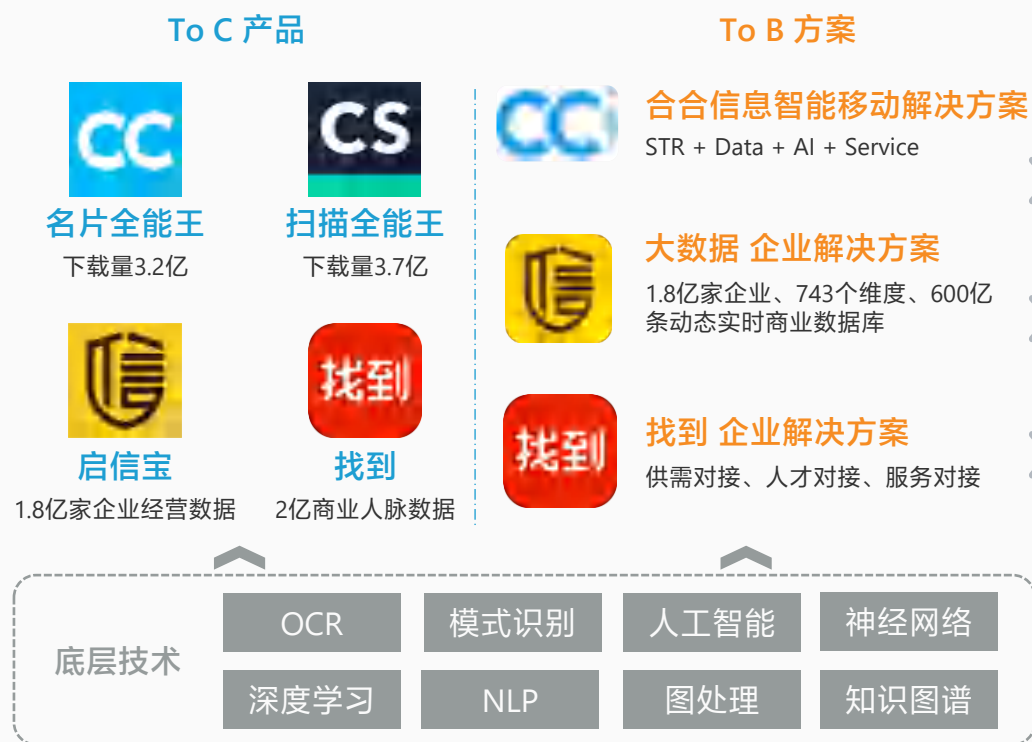 To C 产品
CC
名片全能王
下载量3.2亿
CS
扫描全能王
下载量3.7亿
信
启信宝
1.8亿家企业经营数据
找到
找到
2亿商业人脉数据
To B 方案
CCi
合合信息智能移动解决方案
STR + Data + AI + Service
信
大数据 企业解决方案
1.8亿家企业、743个维度、600亿
条动态实时商业数据库
找到
找到 企业解决方案
供需对接、人才对接、服务对接
底层技术
OCR
模式识别
人工智能
神经网络
深度学习
NLP
图处理
知识图谱